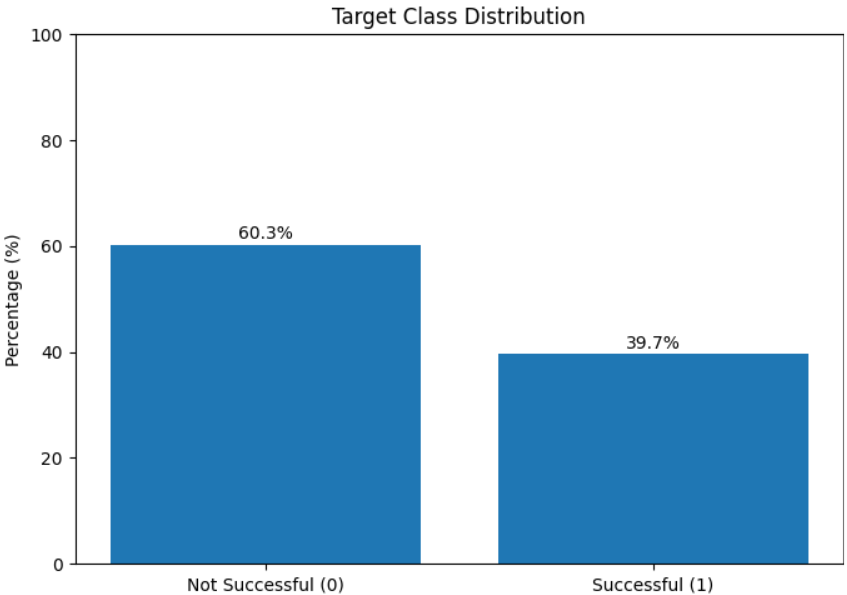 Target Class Distribution
Percentage (%)
100
80
60
40
20
0
60.3%
39.7%
Not Successful (0)
Successful (1)